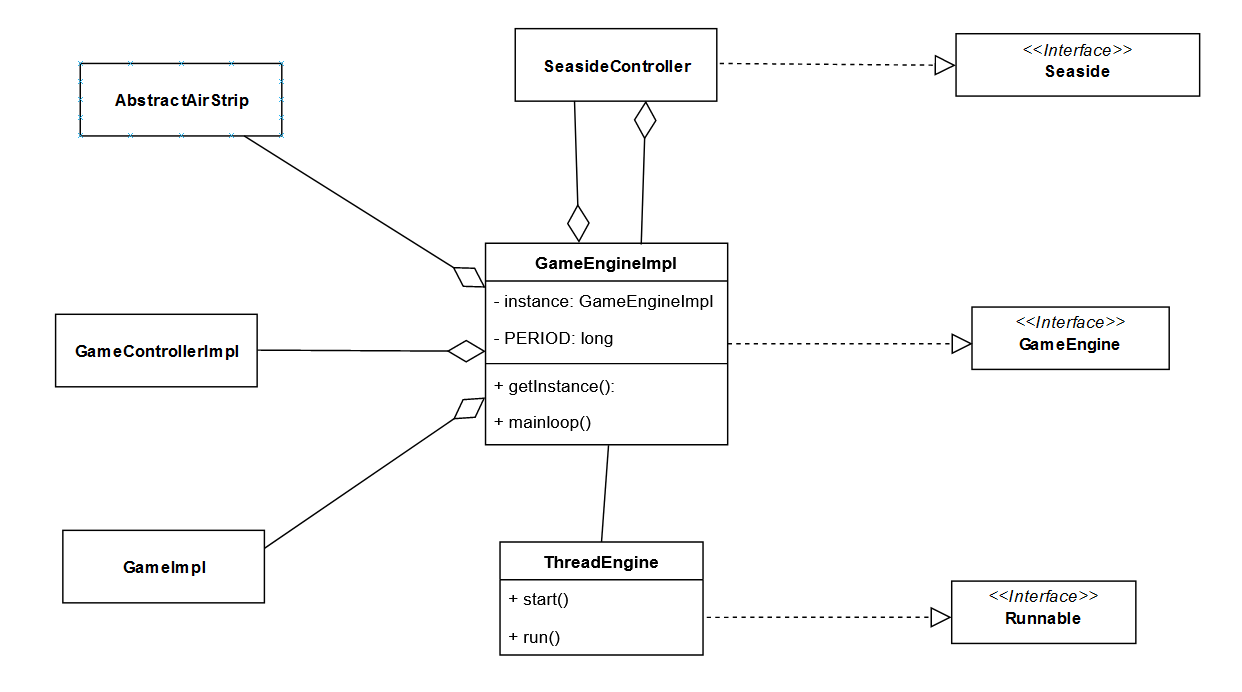 SeasideController
<<Interface>>
Seaside
AbstractAirStrip
GameEngineImpl
- instance: GameEngineImpl
- PERIOD: long
+ getInstance():
+ mainloop()
<<Interface>>
GameEngine
GameControllerImpl
GameImpl
ThreadEngine
+ start()
+ run()
<<Interface>>
Runnable